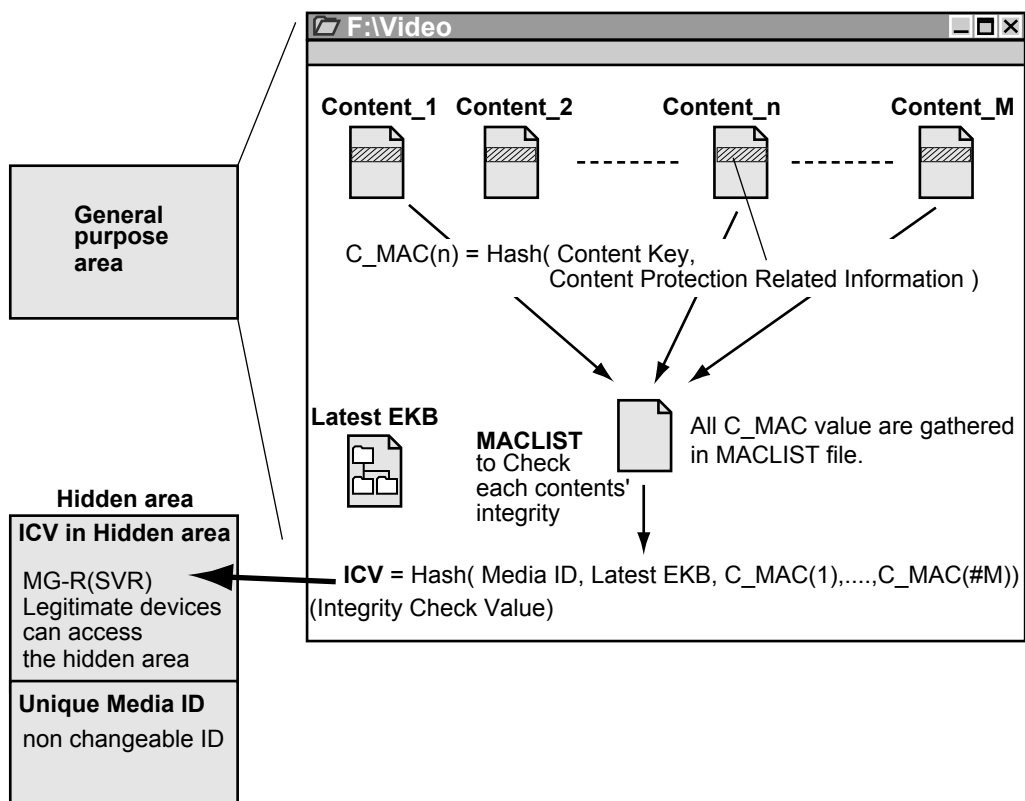 F:\Video
Content_1 Content_2 Content_n Content_M
General
purpose
area
C_MAC(n) = Hash( Content Key,
Content Protection Related Information )
Latest EKB
MACLIST
to Check
each contents'
integrity
All C_MAC value are gathered
in MACLIST file.
Hidden area
ICV in Hidden area
MG-R(SVR)
Legitimate devices
can access
the hidden area
ICV = Hash( Media ID, Latest EKB, C_MAC(1),....,C_MAC(#M))
(Integrity Check Value)
Unique Media ID
non changeable ID